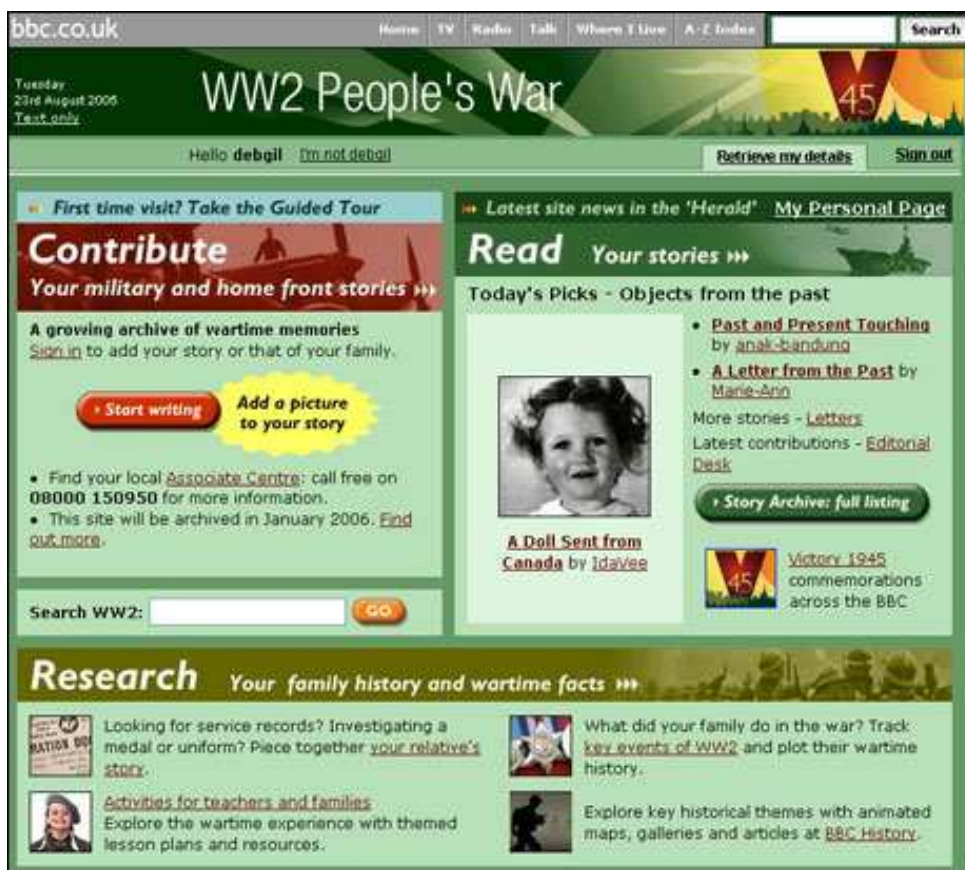 bbc.co.uk
Home TV Radio Talk Where I Live A-Z Index Search
Tuesday
23rd August 2005
Text only
WW2 People's War
45
Hello debgil I'm not debgil Retrieve my details Sign out
First time visit? Take the Guided Tour
Contribute
Your military and home front stories
A growing archive of wartime memories
Sign in to add your story or that of your family.
Start writing
Add a picture
to your story
• Find your local Associate Centre: call free on
08000 150950 for more information.
• This site will be archived in January 2006. Find
out more.
Search WW2: GO
Latest site news in the 'Herald' My Personal Page
Read Your stories
Today's Picks - Objects from the past
A Doll Sent from
Canada by IdaVee
• Past and Present Touching
by anak-bandung
• A Letter from the Past by
Marie-Ann
More stories - Letters
Latest contributions - Editorial
Desk
Story Archive: full listing
45
Victory 1945
commemorations
across the BBC
Research Your family history and wartime facts
RATION BOO
Looking for service records? Investigating a
medal or uniform? Piece together your relative's
story.
What did your family do in the war? Track
key events of WW2 and plot their wartime
history.
Activities for teachers and families
Explore the wartime experience with themed
lesson plans and resources.
Explore key historical themes with animated
maps, galleries and articles at BBC History.